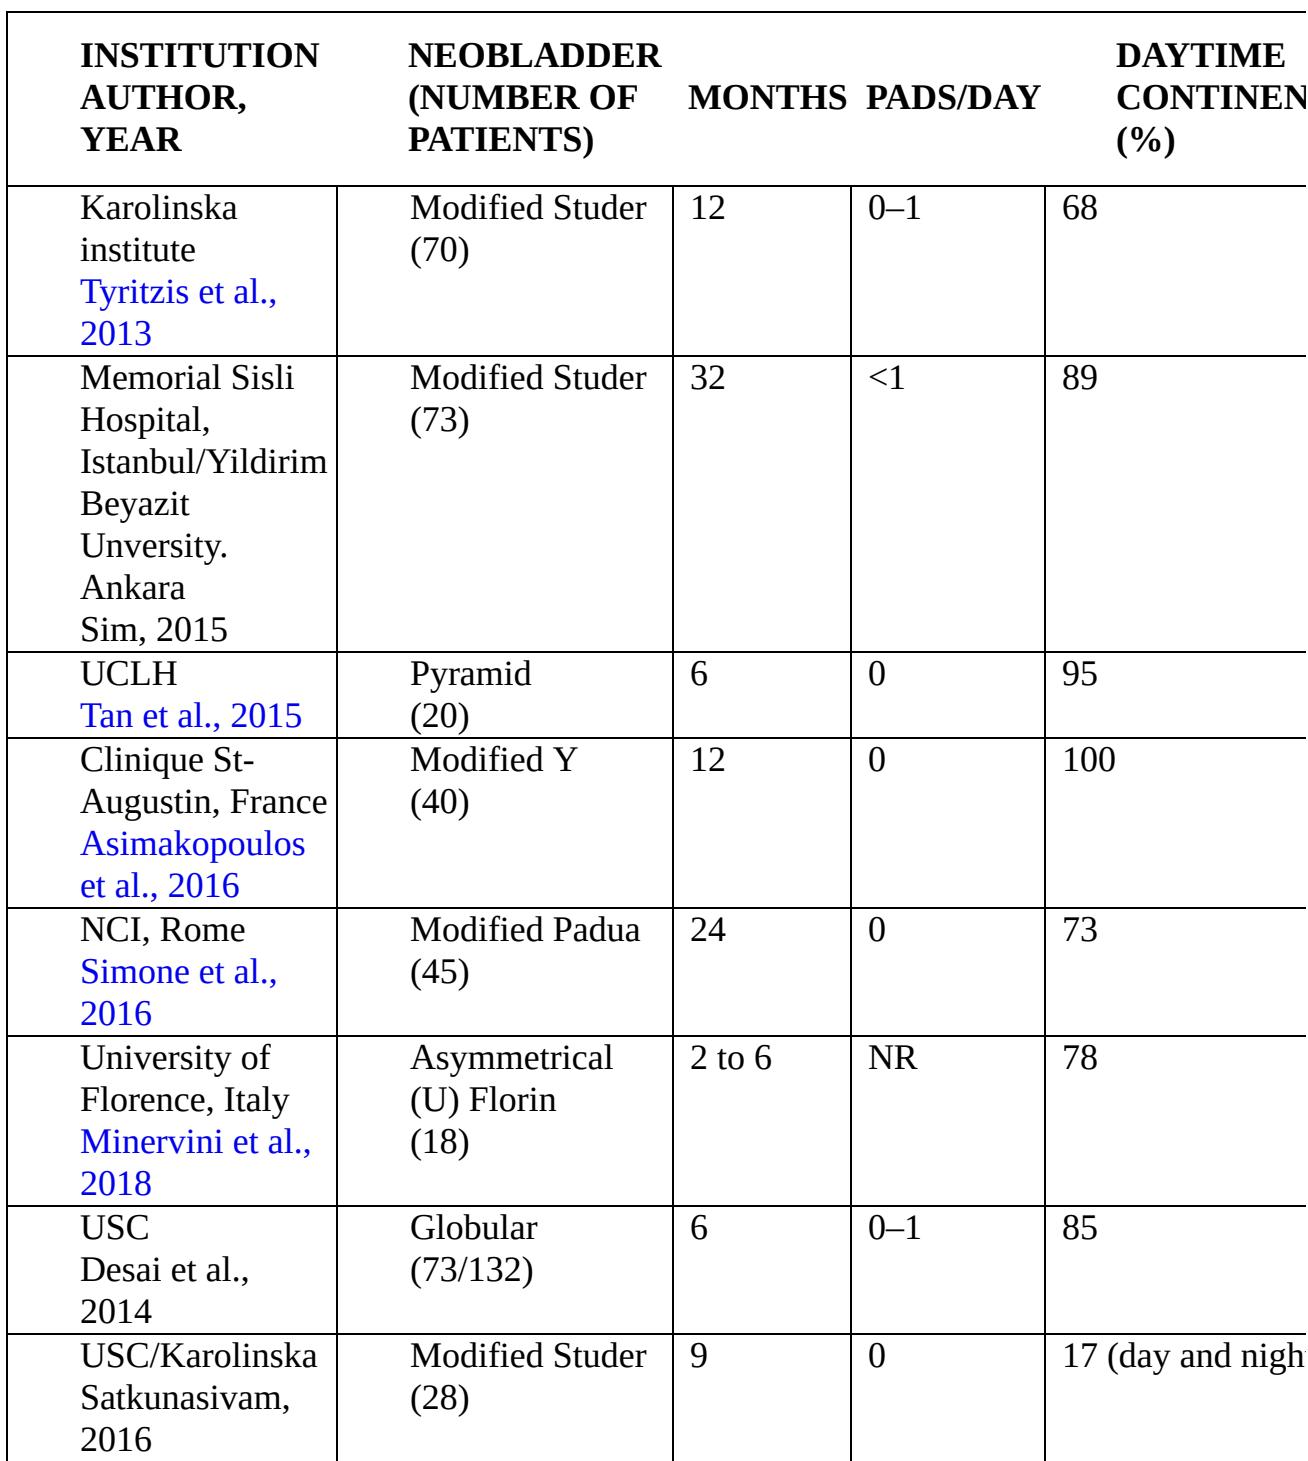 INSTITUTION AUTHOR, YEAR
NEOBLADDER (NUMBER OF PATIENTS)
MONTHS
PADS/DAY
DAYTIME CONTINEN (%)
Karolinska
institute
Tyritzis et al.,
2013
Modified Studer
(70)
12
0–1
68
Memorial Sisli
Hospital,
Istanbul/Yildirim
Beyazit
Unversity.
Ankara
Sim, 2015
Modified Studer
(73)
32
<1
89
UCLH
Tan et al., 2015
Pyramid
(20)
6
0
95
Clinique St-
Augustin, France
Asimakopoulos
et al., 2016
Modified Y
(40)
12
0
100
NCI, Rome
Simone et al.,
2016
Modified Padua
(45)
24
0
73
University of
Florence, Italy
Minervini et al.,
2018
Asymmetrical
(U) Florin
(18)
2 to 6
NR
78
USC
Desai et al.,
2014
Globular
(73/132)
6
0–1
85
USC/Karolinska
Satkunasivam,
2016
Modified Studer
(28)
9
0
17 (day and nigh